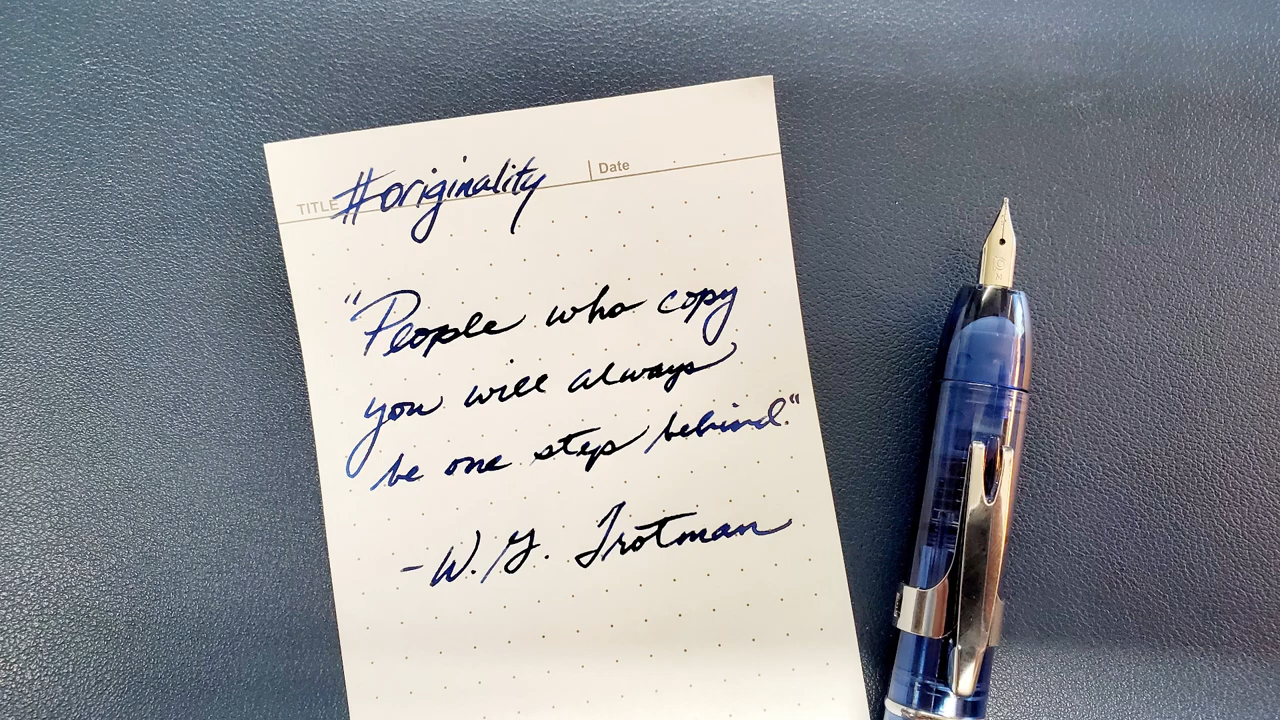 TITLE #originality | Date
"People who copy
you will always
be one step behind."
- W. G. Trotman